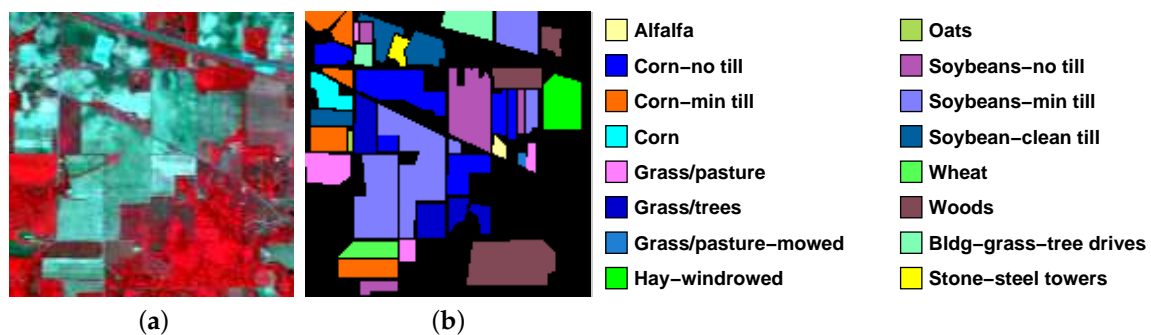 Alfalfa
Corn–no till
Corn–min till
Corn
Grass/pasture
Grass/trees
Grass/pasture–mowed
Hay–windrowed
Oats
Soybeans–no till
Soybeans–min till
Soybean–clean till
Wheat
Woods
Bldg–grass–tree drives
Stone–steel towers
(a)
(b)